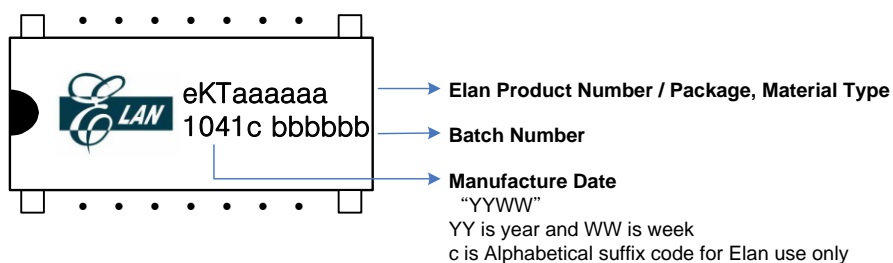 ELAN
eKTaaaaaa
1041c bbbbbb
Elan Product Number / Package, Material Type
Batch Number
Manufacture Date
“YYWW”
YY is year and WW is week
c is Alphabetical suffix code for Elan use only